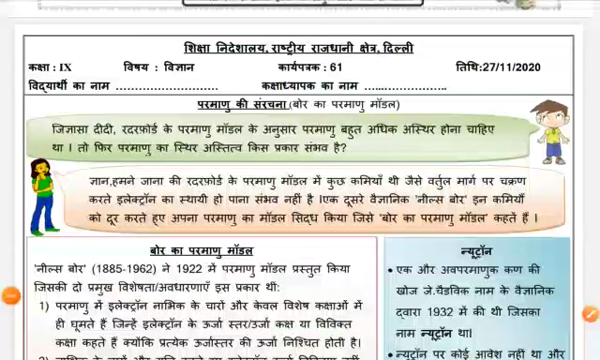 शिक्षा निदेशालय, राष्ट्रीय राजधानी क्षेत्र, दिल्ली
कक्षा : IX विषय : विज्ञान कार्यपत्रक : 61 तिथि:27/11/2020
विद्यार्थी का नाम ........................... कक्षाध्यापक का नाम .......................
परमाणु की संरचना (बोर का परमाणु मॉडल)
जिज्ञासा दीदी, रदरफ़ोर्ड के परमाणु मॉडल के अनुसार परमाणु बहुत अधिक अस्थिर होना चाहिए
था । तो फिर परमाणु का स्थिर अस्तित्व किस प्रकार संभव है?
ज्ञान,हमने जाना की रदरफ़ोर्ड के परमाणु मॉडल में कुछ कमियाँ थी जैसे वर्तुल मार्ग पर चक्रण
करते इलेक्ट्रॉन का स्थायी हो पाना संभव नहीं है ।एक दूसरे वैज्ञानिक 'नील्स बोर' इन कमियों
को दूर करते हुए अपना परमाणु का मॉडल सिद्ध किया जिसे 'बोर का परमाणु मॉडल' कहतें हैं ।
बोर का परमाणु मॉडल
'नील्स बोर' (1885-1962) ने 1922 में परमाणु मॉडल प्रस्तुत किया
जिसकी दो प्रमुख विशेषता/अवधारणाएँ इस प्रकार थी:
1) परमाणु में इलेक्ट्रॉन नाभिक के चारों और केवल विशेष कक्षाओं में
ही घूमते हैं जिन्हें इलेक्ट्रॉन के ऊर्जा स्तर/उर्जा कक्ष या विविक्त
कक्षा कहते हैं क्योंकि प्रत्येक ऊर्जास्तर की ऊर्जा निश्चित होती है।
न्यूट्रॉन
• एक और अवपरमाणुक कण की
खोज जे.चैडविक नाम के वैज्ञानिक
द्वारा 1932 में की थी जिसका
नाम न्यूट्रॉन था।
• न्यूट्रॉन पर कोई आवेश नहीं था और